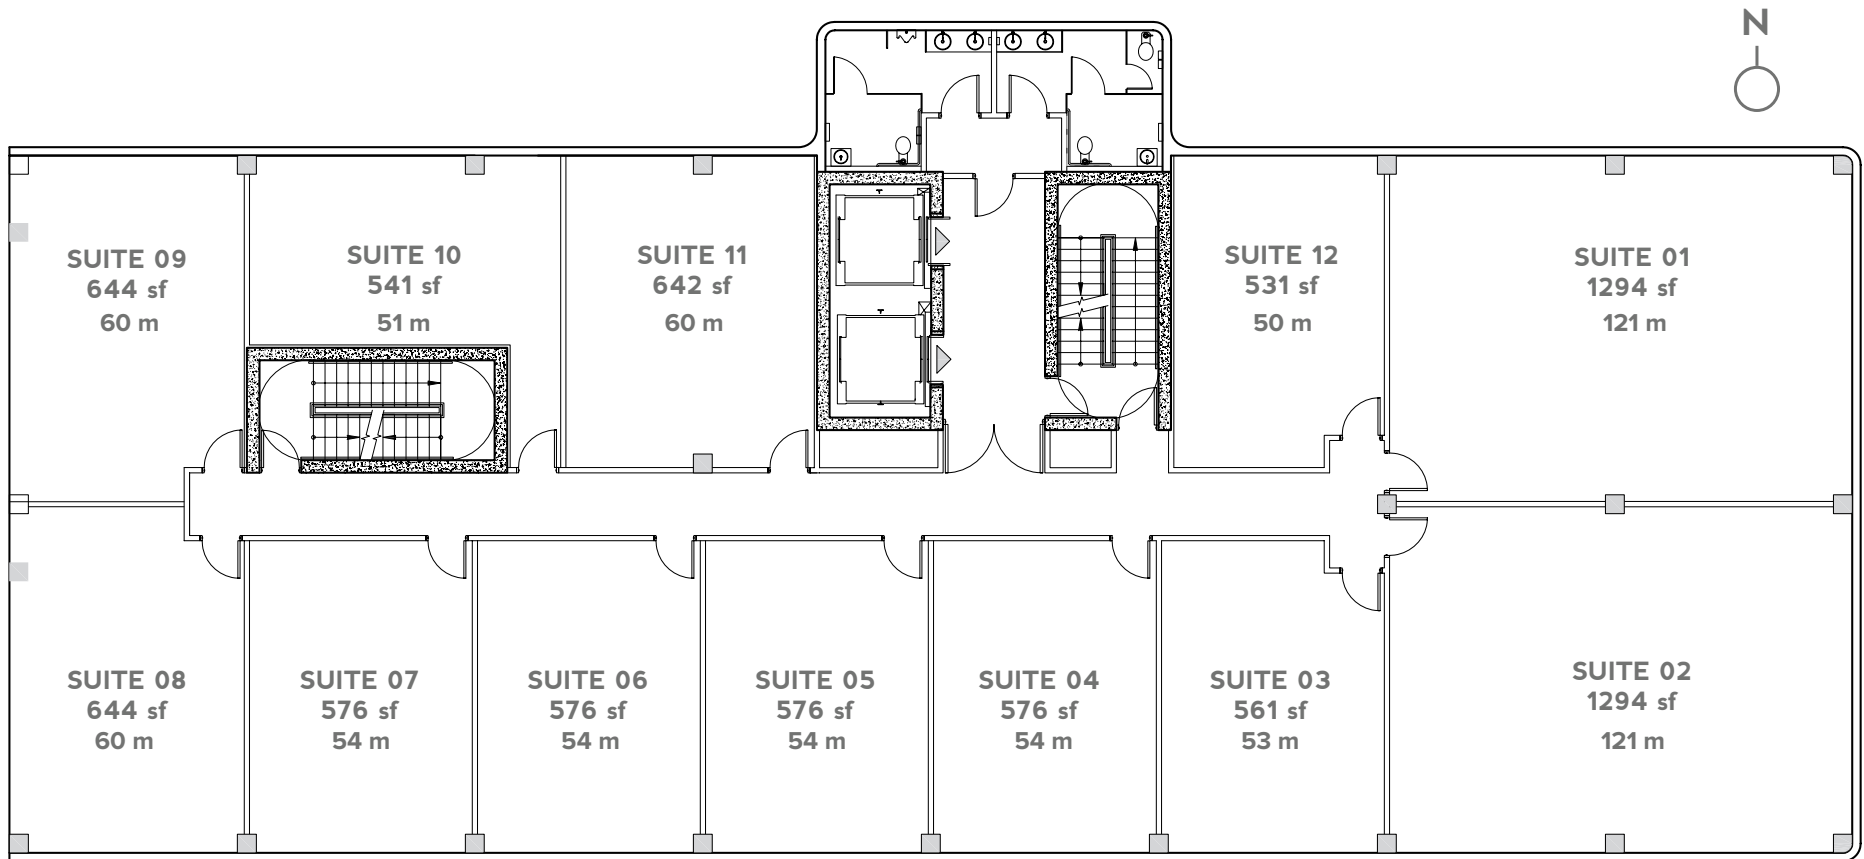 N
SUITE 09
644 sf
60 m
SUITE 10
541 sf
51 m
SUITE 11
642 sf
60 m
SUITE 12
531 sf
50 m
SUITE 01
1294 sf
121 m
SUITE 08
644 sf
60 m
SUITE 07
576 sf
54 m
SUITE 06
576 sf
54 m
SUITE 05
576 sf
54 m
SUITE 04
576 sf
54 m
SUITE 03
561 sf
53 m
SUITE 02
1294 sf
121 m